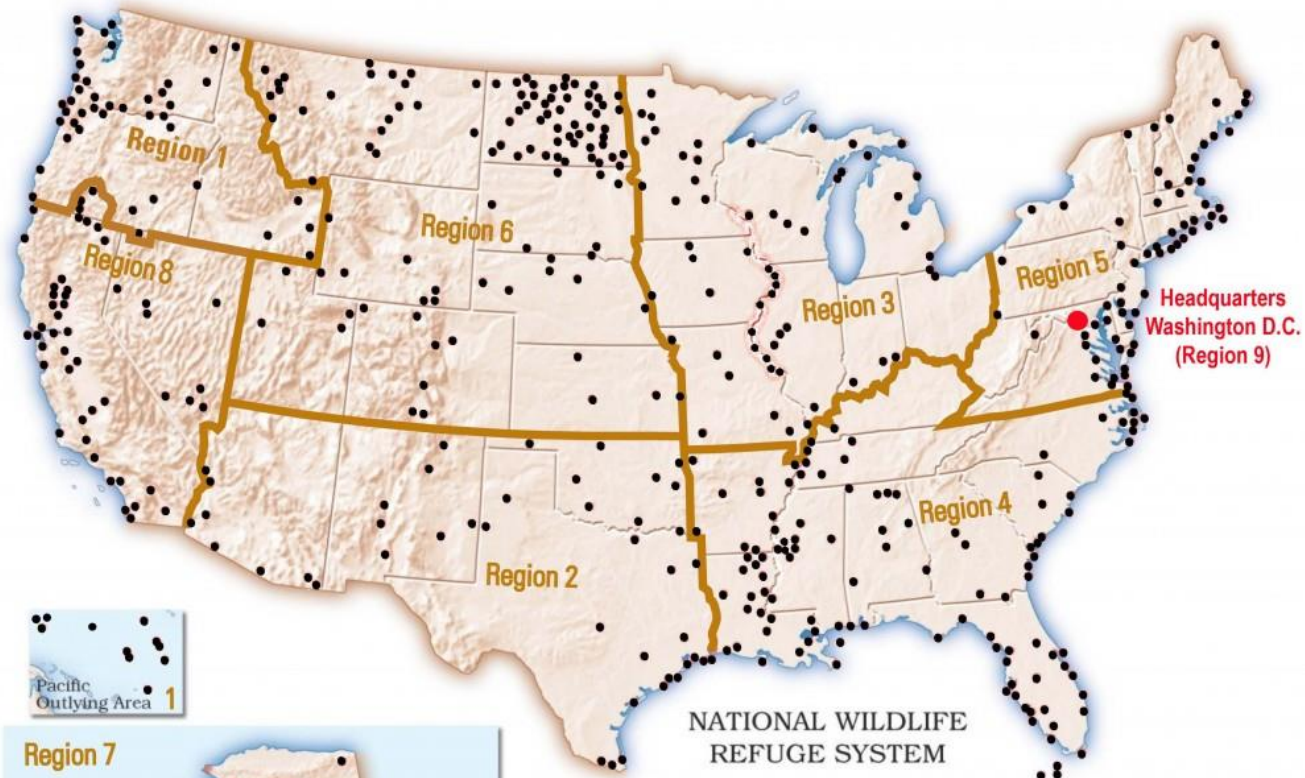 Region 1
Region 6
Region 8
Region 3
Region 5
Headquarters
Washington D.C.
(Region 9)
Region 4
Region 2
Pacific
Outlying Area 1
NATIONAL WILDLIFE
REFUGE SYSTEM
Region 7